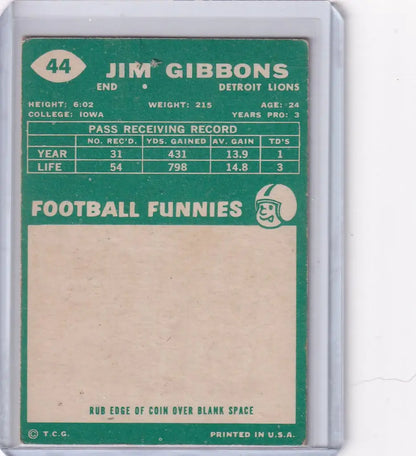 44 JIM GIBBONS
END • DETROIT LIONS
HEIGHT: 6:02 WEIGHT: 215 AGE: 24
COLLEGE: IOWA YEARS PRO: 3
PASS RECEIVING RECORD
NO. REC'D. YDS. GAINED AV. GAIN TD'S
YEAR 31 431 13.9 1
LIFE 54 798 14.8 3
FOOTBALL FUNNIES
RUB EDGE OF COIN OVER BLANK SPACE
© T.C.G. PRINTED IN U.S.A.